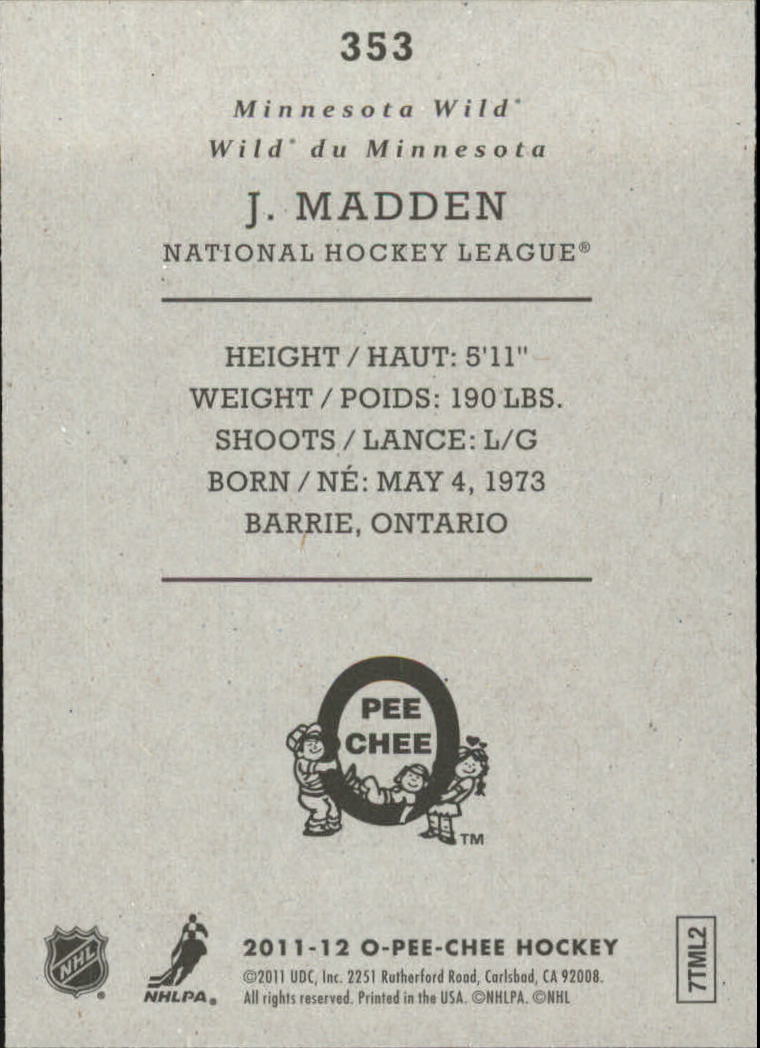 353
Minnesota Wild*
Wild* du Minnesota
J. MADDEN
NATIONAL HOCKEY LEAGUE®
HEIGHT / HAUT: 5'11"
WEIGHT / POIDS: 190 LBS.
SHOOTS / LANCE: L/G
BORN / NÉ: MAY 4, 1973
BARRIE, ONTARIO
O
PEE
CHEE
TM
NHL
®
NHLPA®
2011-12 O-PEE-CHEE HOCKEY
©2011 UDC, Inc. 2251 Rutherford Road, Carlsbad, CA 92008.
All rights reserved. Printed in the USA. ©NHLPA. ©NHL
7TML2